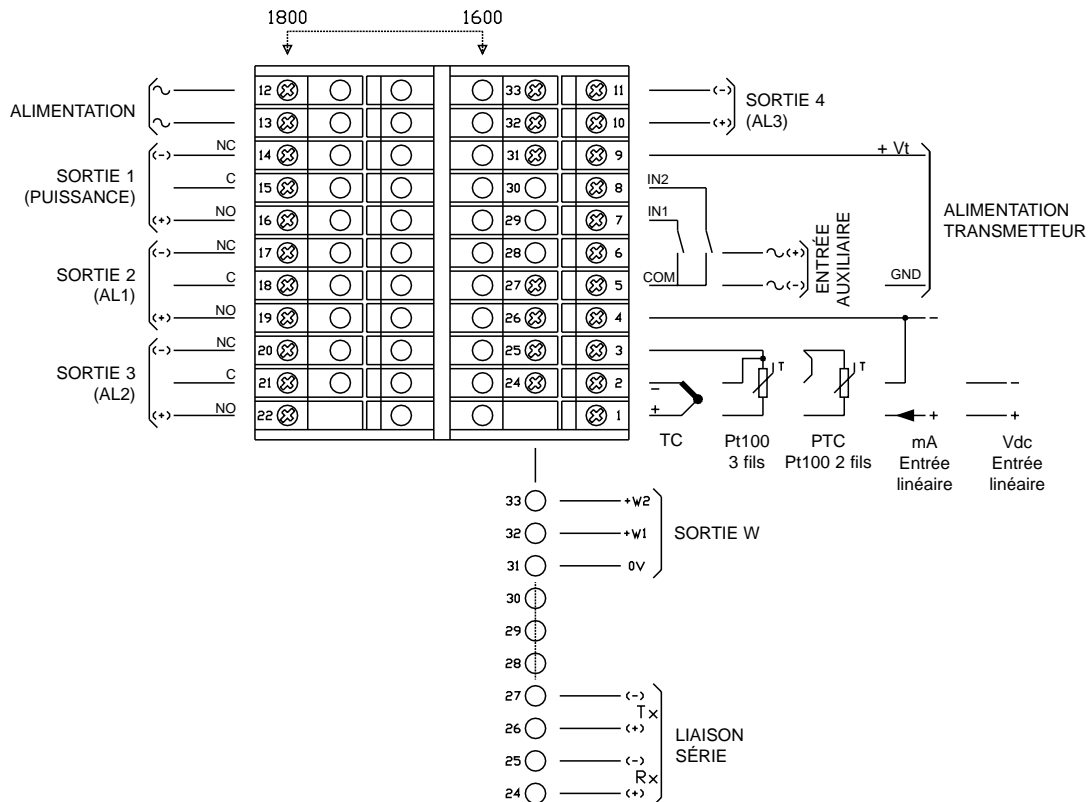 1800 1600
ALIMENTATION
12 33 11 (-)
SORTIE 4
(AL3)
13 32 10 (+)
SORTIE 1
(PUISSANCE)
(-) NC 14 31 9 + Vt
C 15 30 8 IN2
(+) NO 16 29 7 IN1
ALIMENTATION
TRANSMETTEUR
SORTIE 2
(AL1)
(-) NC 17 28 6 (+)
C 18 27 5 COM (-) GND
ENTRÉE
AUXILIAIRE
(+) NO 19 26 4 -
SORTIE 3
(AL2)
(-) NC 20 25 3 T T
C 21 24 2 - -
(+) NO 22 1 + + +
TC
Pt100
3 fils
PTC
Pt100 2 fils
mA
Entrée
linéaire
Vdc
Entrée
linéaire
33 +W2
32 +W1
31 0V
SORTIE W
30
29
28
27 (-)
Tx
26 (+)
25 (-)
Rx
24 (+)
LIAISON
SÉRIE